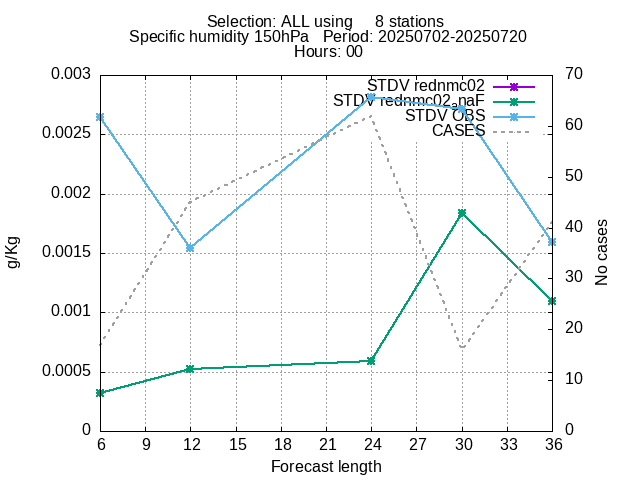 Selection: ALL using 8 stations
Specific humidity 150hPa Period: 20250702-20250720
Hours: 00
STDV rednmc02
STDV rednmc02_naF
STDV OBS
CASES
0.003
0.0025
0.002
0.0015
0.001
0.0005
0
70
60
50
40
30
20
10
0
g/Kg
No cases
6 9 12 15 18 21 24 27 30 33 36
Forecast length